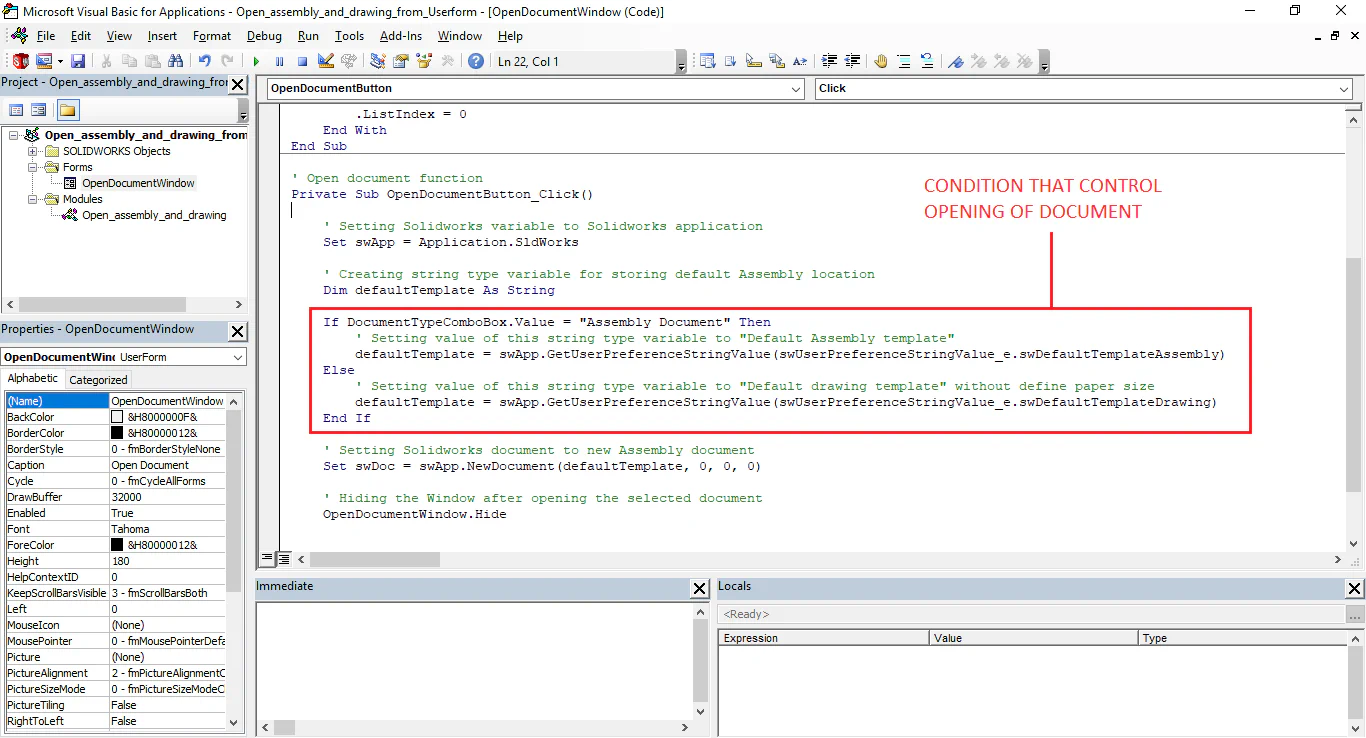 Microsoft Visual Basic for Applications - Open_assembly_and_drawing_from_Userform - [OpenDocumentWindow (Code)]
File Edit View Insert Format Debug Run Tools Add-Ins Window Help
Ln 22, Col 1
Project - Open_assembly_and_drawing_fro
Open_assembly_and_drawing_from
SOLIDWORKS Objects
Forms
OpenDocumentWindow
Modules
Open_assembly_and_drawing
Properties - OpenDocumentWindow
OpenDocumentWin UserForm
Alphabetic Categorized
(Name) OpenDocumentWindow
BackColor &H8000000F&
BorderColor &H80000012&
BorderStyle 0 - fmBorderStyleNone
Caption Open Document
Cycle 0 - fmCycleAllForms
DrawBuffer 32000
Enabled True
Font Tahoma
ForeColor &H80000012&
Height 180
HelpContextID 0
KeepScrollBarsVisible 3 - fmScrollBarsBoth
Left 0
MouseIcon (None)
MousePointer 0 - fmMousePointerDefa
Picture (None)
PictureAlignment 2 - fmPictureAlignmentC
PictureSizeMode 0 - fmPictureSizeModeCl
PictureTiling False
RightToLeft False
OpenDocumentButton Click
.ListIndex = 0
End With
End Sub
' Open document function
Private Sub OpenDocumentButton_Click()
CONDITION THAT CONTROL
OPENING OF DOCUMENT
' Setting Solidworks variable to Solidworks application
Set swApp = Application.SldWorks
' Creating string type variable for storing default Assembly location
Dim defaultTemplate As String
If DocumentTypeComboBox.Value = "Assembly Document" Then
' Setting value of this string type variable to "Default Assembly template"
defaultTemplate = swApp.GetUserPreferenceStringValue(swUserPreferenceStringValue_e.swDefaultTemplateAssembly)
Else
' Setting value of this string type variable to "Default drawing template" without define paper size
defaultTemplate = swApp.GetUserPreferenceStringValue(swUserPreferenceStringValue_e.swDefaultTemplateDrawing)
End If
' Setting Solidworks document to new Assembly document
Set swDoc = swApp.NewDocument(defaultTemplate, 0, 0, 0)
' Hiding the Window after opening the selected document
OpenDocumentWindow.Hide
Immediate
Locals
<Ready>
Expression Value Type